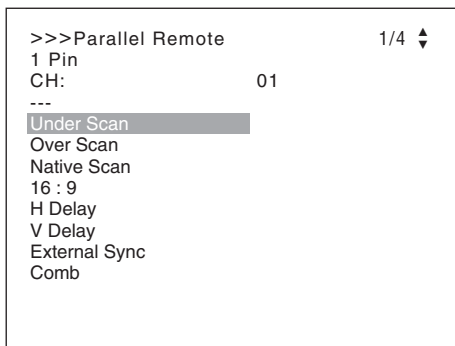 >>>Parallel Remote 1/4
1 Pin
CH: 01
---
Under Scan
Over Scan
Native Scan
16 : 9
H Delay
V Delay
External Sync
Comb